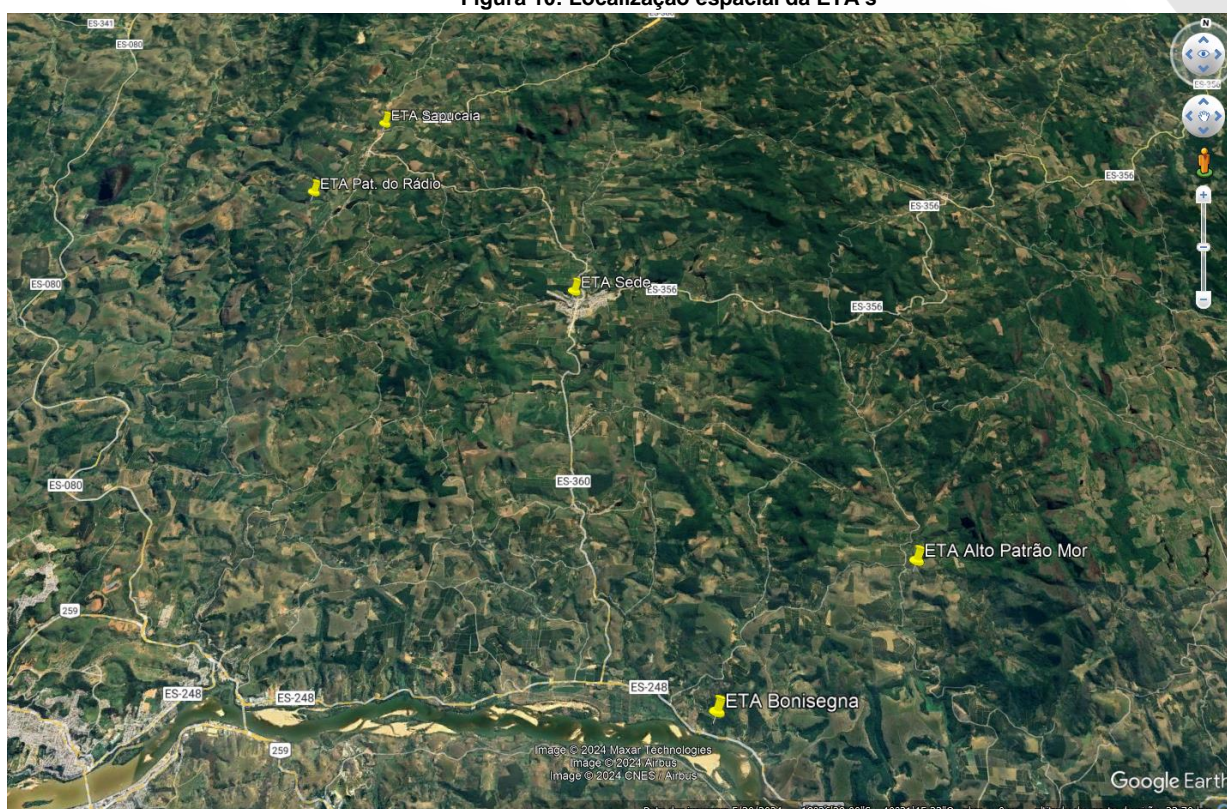 Figura 10: Localização espacial da ETA's
ES-341
ES-080
N
ES-356
ETA Sapucaia
ETA Pat. do Rádio
ES-356
ES-356
ES-080
ETA Sede
ES-356
ES-356
ES-080
ES-360
ETA Alto Patrão Mor
259
ES-248
ES-248
ES-248
ETA Bonisegna
259
Image © 2024 Maxar Technologies
Image © 2024 Airbus
Image © 2024 CNES / Airbus
Google Earth